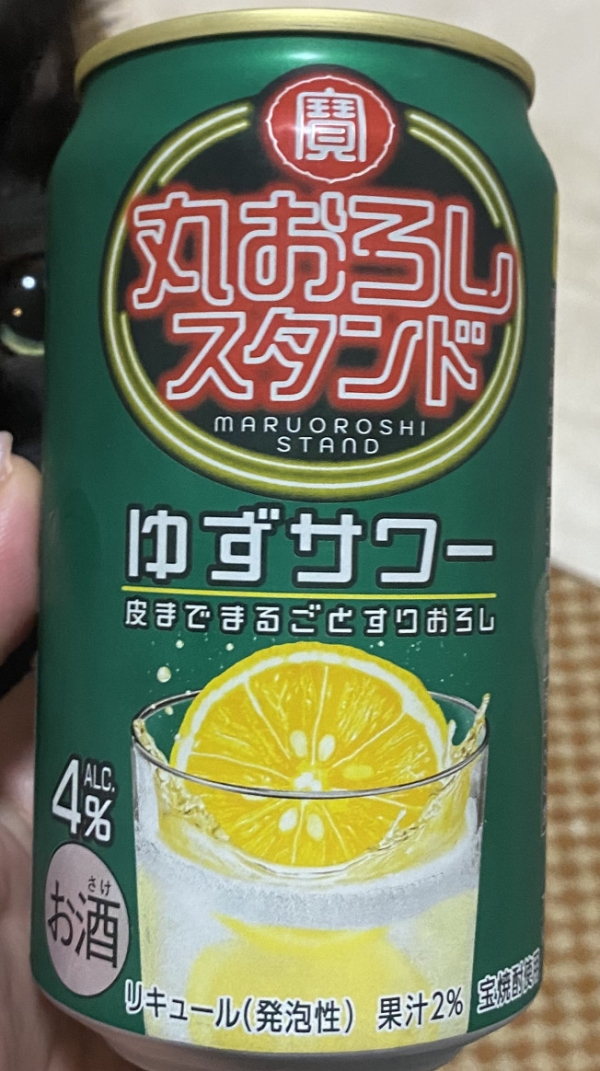 寶
丸おろし
スタンド
MARUOROSHI
STAND
ゆずサワー
皮までまるごとすりおろし
ALC.
4%
さけ
お酒
リキュール(発泡性) 果汁2%
宝焼酎使用